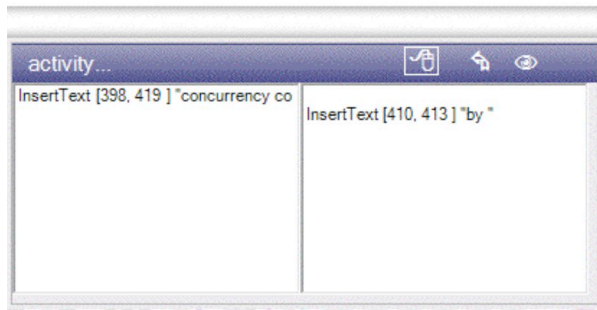 activity...
InsertText [398, 419 ] "concurrency co
InsertText [410, 413 ] "by "